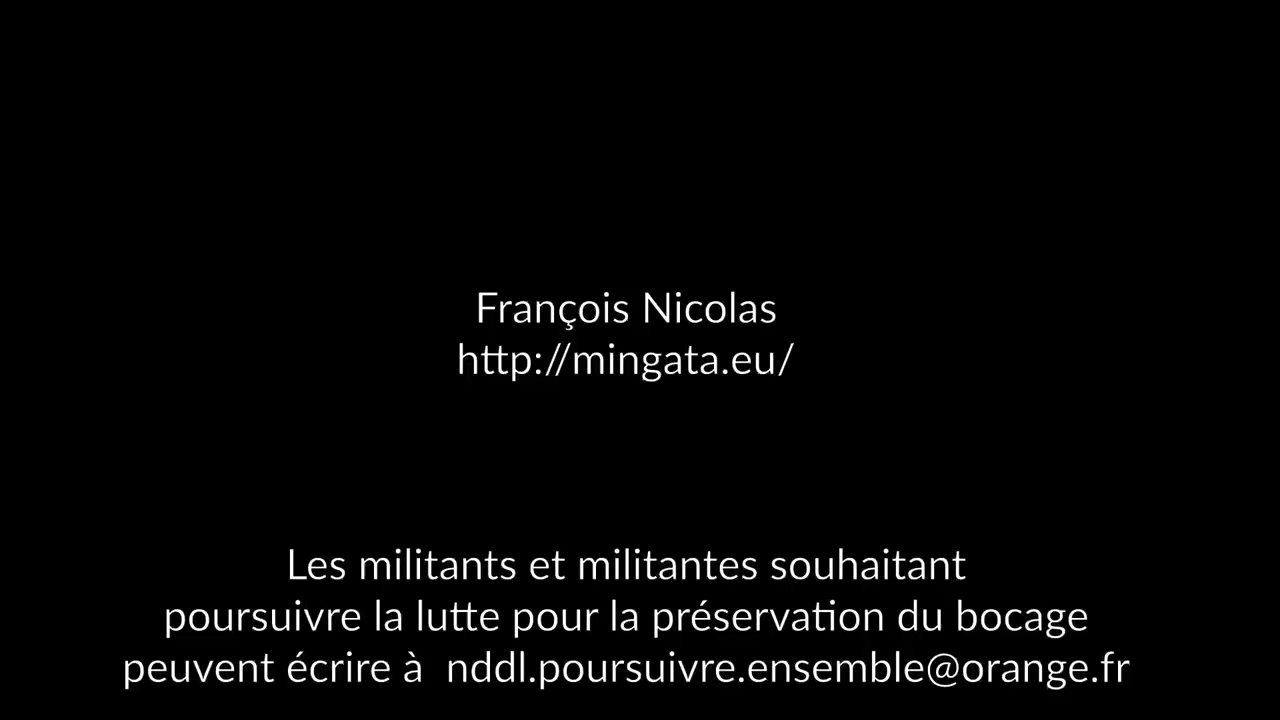 François Nicolas
http://mingata.eu/
Les militants et militantes souhaitant
poursuivre la lutte pour la préservation du bocage
peuvent écrire à  nddl.poursuivre.ensemble@orange.fr